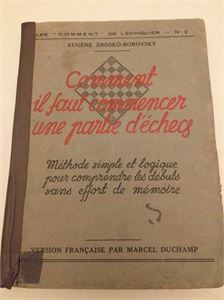 LES "COMMENT" DE L'ÉCHIQUIER - N° 2
EUGÈNE ZNOSKO-BOROVSKY
Comment
il faut commencer
une partie d'échecs
Méthode simple et logique
pour comprendre les débuts
sans effort de mémoire
VERSION FRANÇAISE PAR MARCEL DUCHAMP